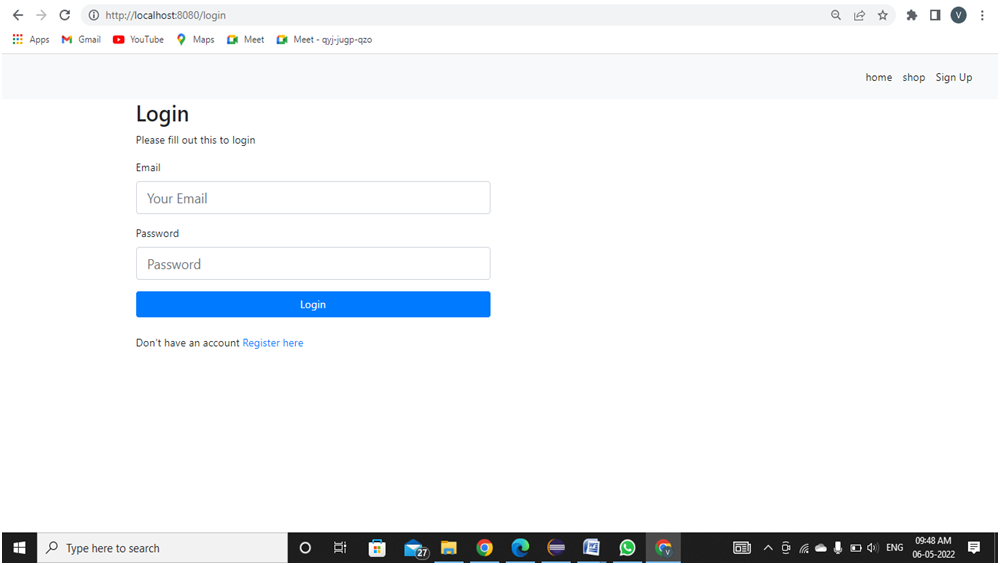 http://localhost:8080/login
V
Apps Gmail YouTube Maps Meet Meet - qyj-jugp-qzo
home shop Sign Up
Login
Please fill out this to login
Email
Your Email
Password
Password
Login
Don't have an account Register here
Type here to search
27
V
ENG
09:48 AM
06-05-2022